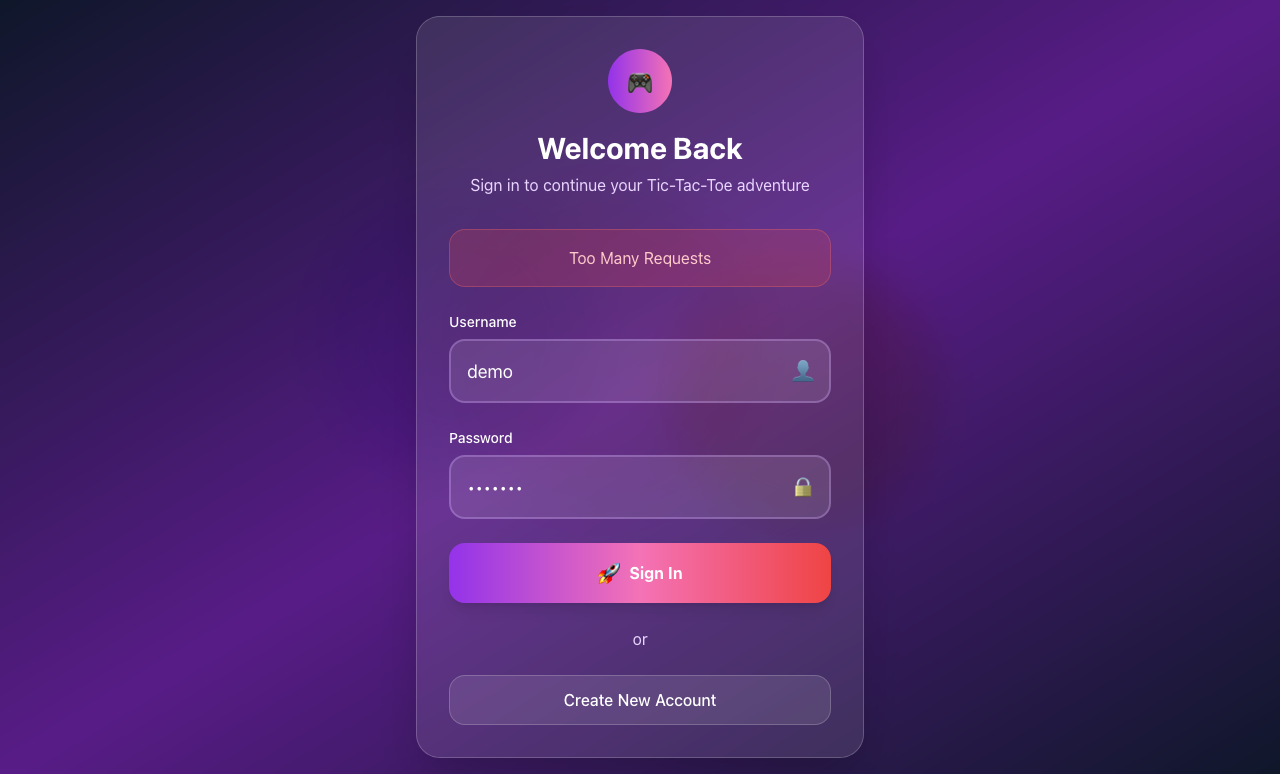 Welcome Back
Sign in to continue your Tic-Tac-Toe adventure
Too Many Requests
Username
demo
Password
•••••••
🚀 Sign In
or
Create New Account